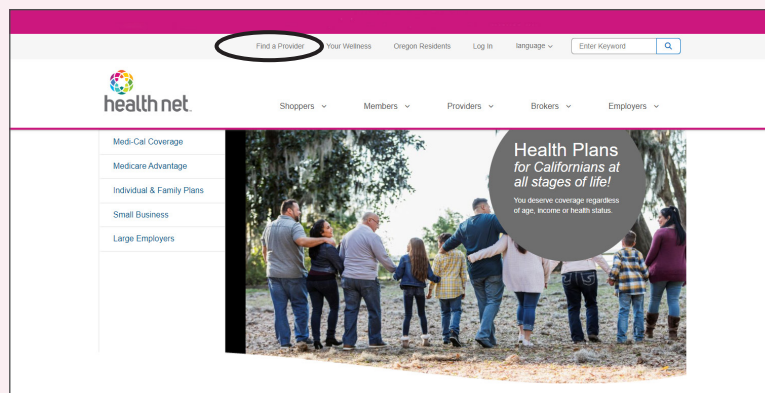 Find a Provider Your Wellness Oregon Residents Log In language Enter Keyword
health net.
Shoppers Members Providers Brokers Employers
Medi-Cal Coverage
Medicare Advantage
Individual & Family Plans
Small Business
Large Employers
Health Plans
for Californians at
all stages of life!
You deserve coverage regardless
of age, income or health status.